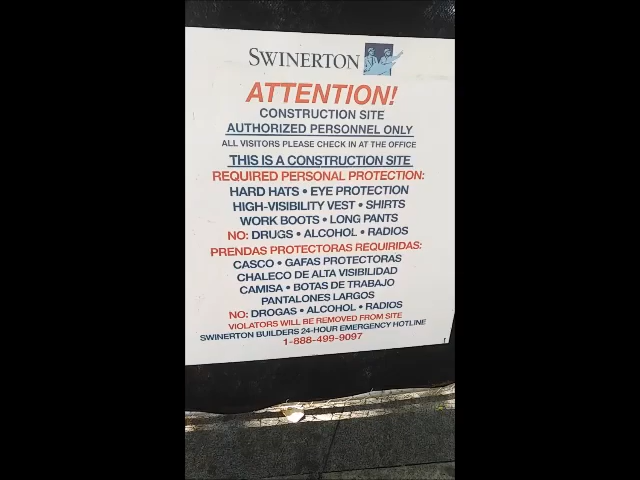 SWINERTON
ATTENTION!
CONSTRUCTION SITE
AUTHORIZED PERSONNEL ONLY
ALL VISITORS PLEASE CHECK IN AT THE OFFICE
THIS IS A CONSTRUCTION SITE
REQUIRED PERSONAL PROTECTION:
HARD HATS • EYE PROTECTION
HIGH-VISIBILITY VEST • SHIRTS
WORK BOOTS • LONG PANTS
NO: DRUGS • ALCOHOL • RADIOS
PRENDAS PROTECTORAS REQUIRIDAS:
CASCO • GAFAS PROTECTORAS
CHALECO DE ALTA VISIBILIDAD
CAMISA • BOTAS DE TRABAJO
PANTALONES LARGOS
NO: DROGAS • ALCOHOL • RADIOS
VIOLATORS WILL BE REMOVED FROM SITE
SWINERTON BUILDERS 24-HOUR EMERGENCY HOTLINE
1-888-499-9097